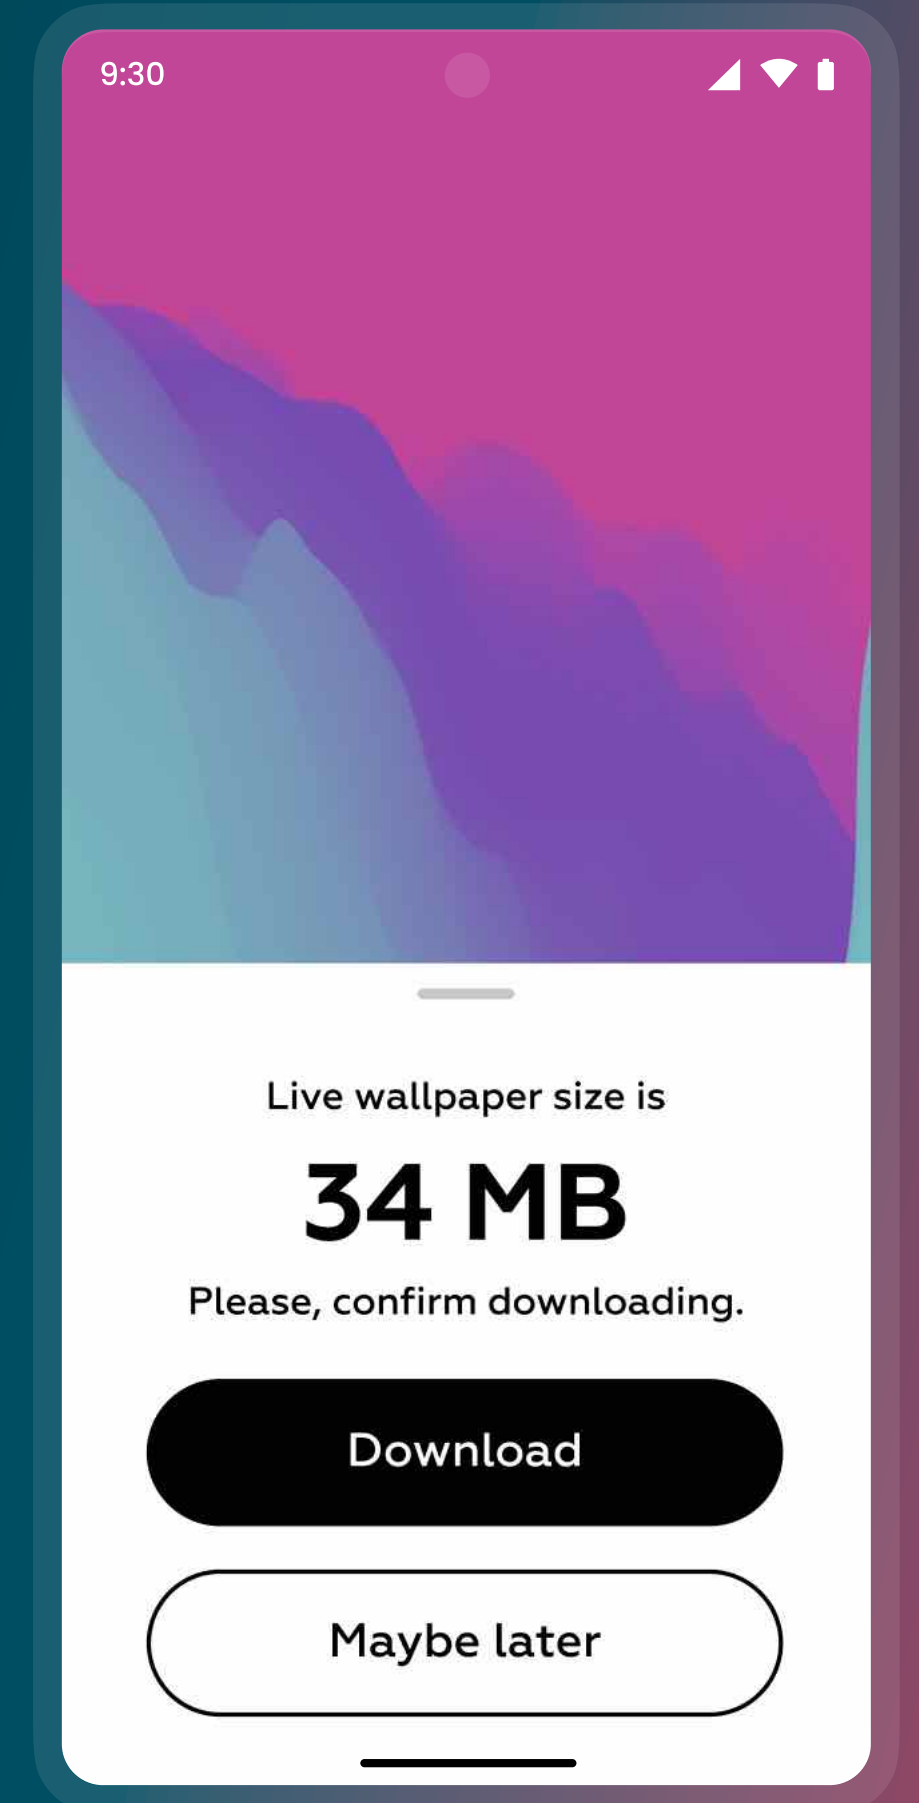 9:30
Live wallpaper size is
34 MB
Please, confirm downloading.
Download
Maybe later